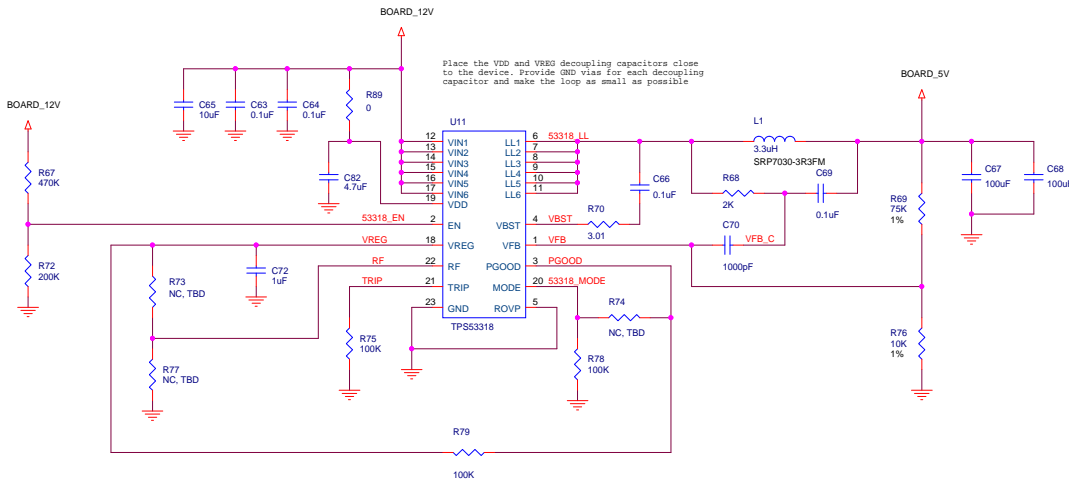 BOARD_12V
Place the VDD and VREG decoupling capacitors close
to the device. Provide GND vias for each decoupling
capacitor and make the loop as small as possible
BOARD_5V
BOARD_12V
C65
10uF
C63
0.1uF
C64
0.1uF
R89
0
C82
4.7uF
R67
470K
R72
200K
53318_EN
VREG
RF
TRIP
U11
12 VIN1 LL1 6 53318_LL
13 VIN2 LL2 7
14 VIN3 LL3 8
15 VIN4 LL4 9
16 VIN5 LL5 10
17 VIN6 LL6 11
19 VDD
2 EN VBST 4 VBST
18 VREG VFB 1 VFB
22 RF PGOOD 3 PGOOD
21 TRIP MODE 20 53318_MODE
23 GND ROVP 5
TPS53318
L1
3.3uH
SRP7030-3R3FM
C66
0.1uF
R70
3.01
R68
2K
C69
0.1uF
C70
1000pF
VFB_C
R69
75K
1%
C67
100uF
C68
100uF
R73
NC, TBD
C72
1uF
R77
NC, TBD
R75
100K
R74
NC, TBD
R78
100K
R76
10K
1%
R79
100K